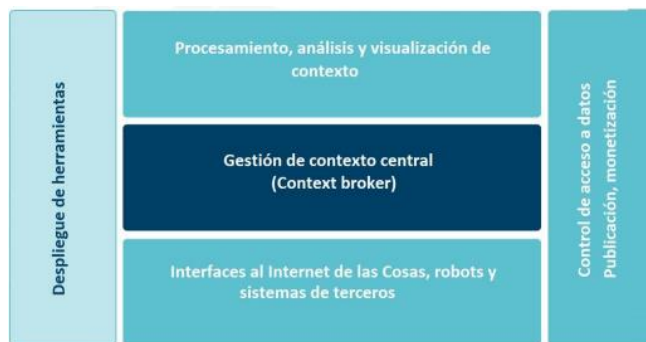 Despliegue de herramientas
Procesamiento, análisis y visualización de
contexto
Gestión de contexto central
(Context broker)
Interfaces al Internet de las Cosas, robots y
sistemas de terceros
Control de acceso a datos
Publicación, monetización